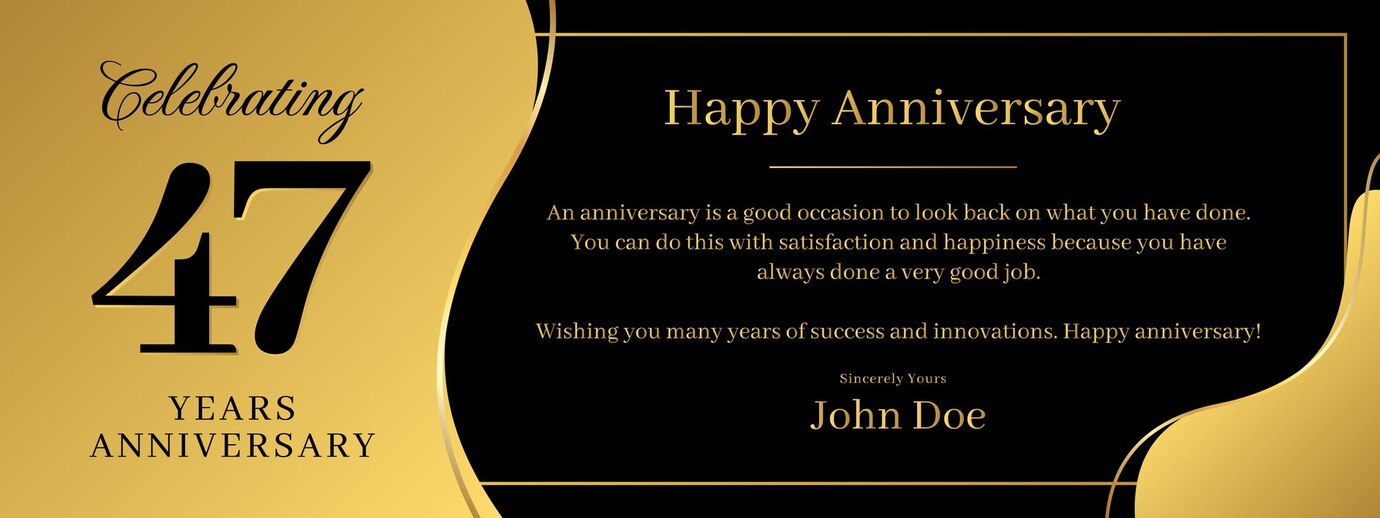 Celebrating
47
YEARS
ANNIVERSARY
Happy Anniversary
An anniversary is a good occasion to look back on what you have done.
You can do this with satisfaction and happiness because you have
always done a very good job.
Wishing you many years of success and innovations. Happy anniversary!
Sincerely Yours
John Doe